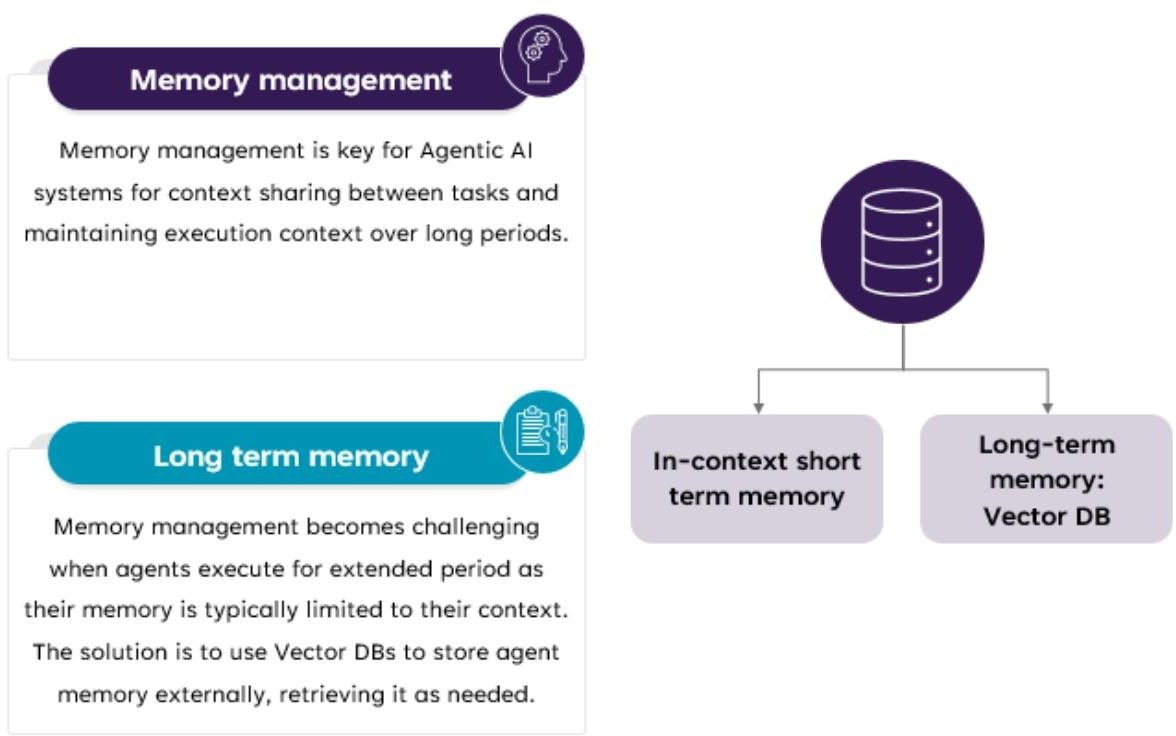 Memory management
Memory management is key for Agentic AI
systems for context sharing between tasks and
maintaining execution context over long periods.
Long term memory
Memory management becomes challenging
when agents execute for extended period as
their memory is typically limited to their context.
The solution is to use Vector DBs to store agent
memory externally, retrieving it as needed.
In-context short
term memory
Long-term
memory:
Vector DB